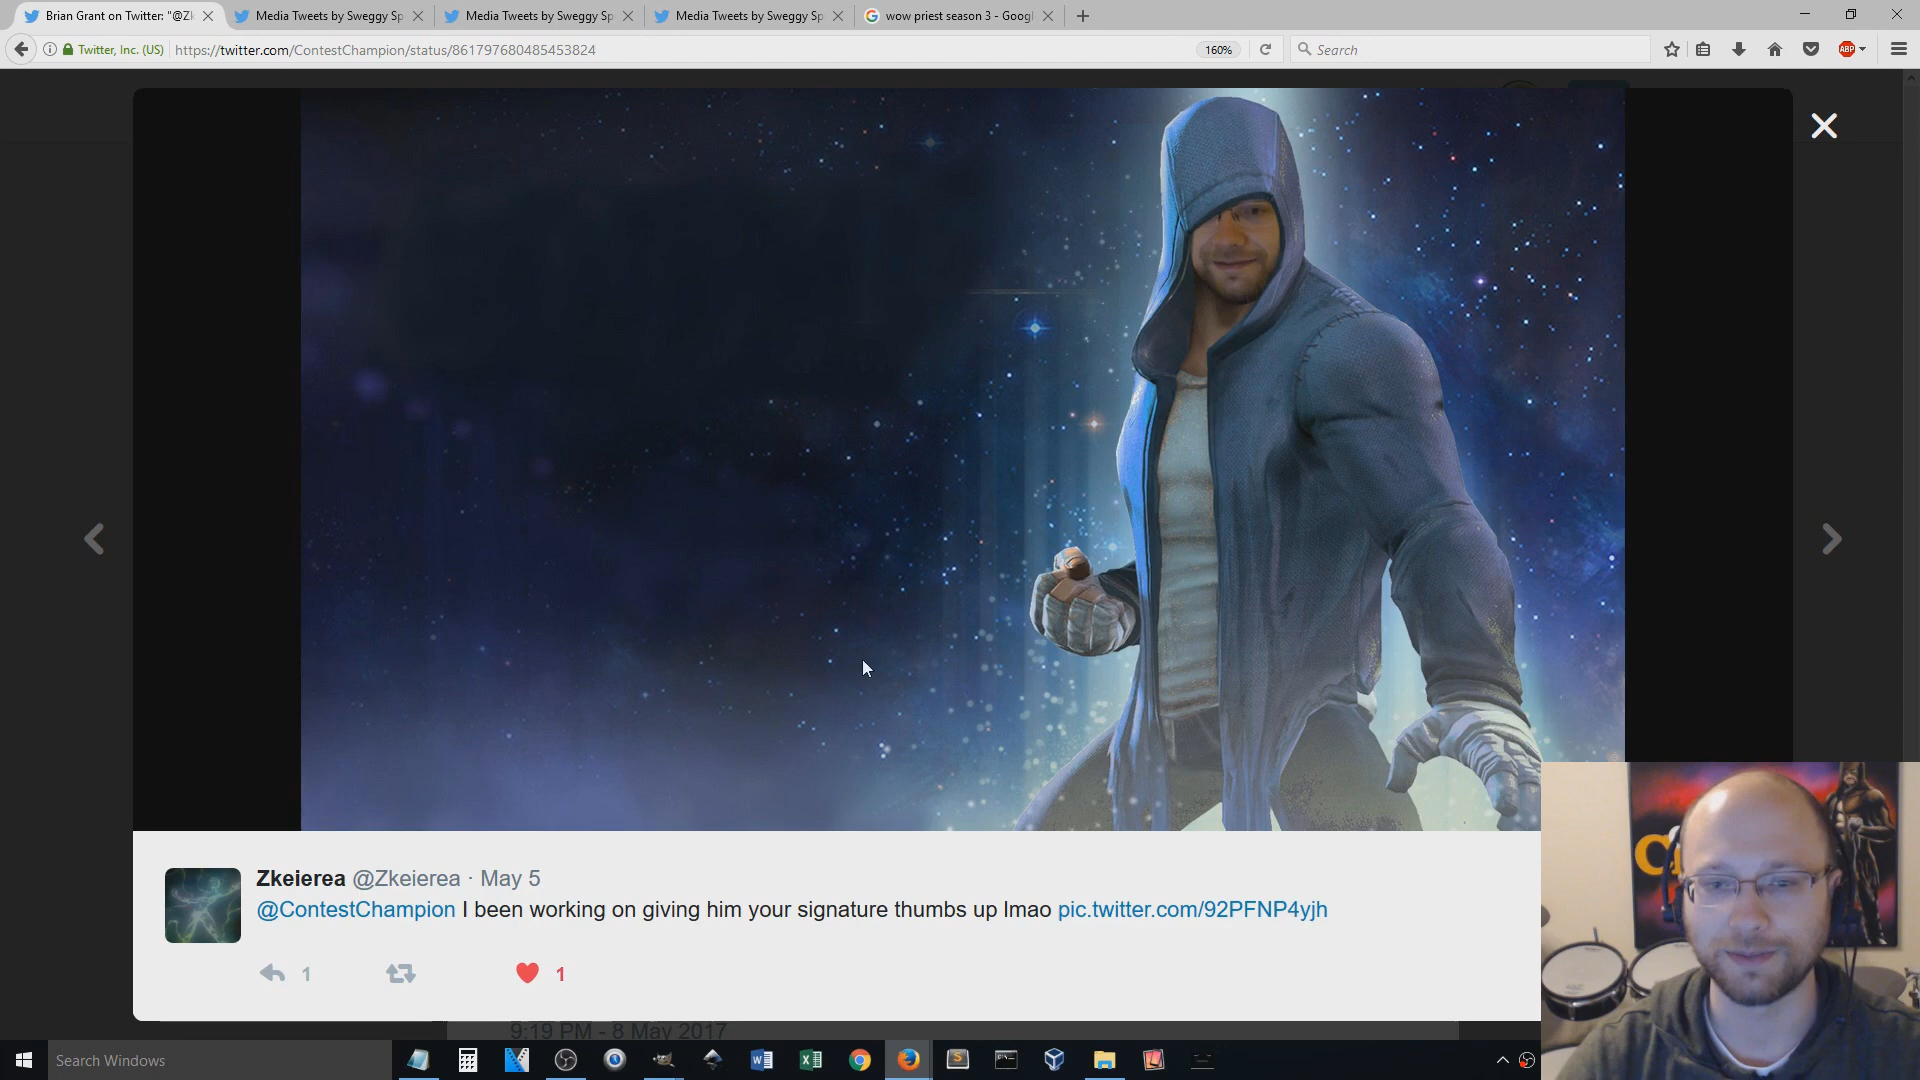 Brian Grant on Twitter: "@Zk
Media Tweets by Sweggy Sp
Media Tweets by Sweggy Sp
Media Tweets by Sweggy Sp
wow priest season 3 - Googl
Twitter, Inc. (US)
https://twitter.com/ContestChampion/status/861797680485453824
160%
Search
ABP
Zkeierea @Zkeierea · May 5
@ContestChampion I been working on giving him your signature thumbs up lmao pic.twitter.com/92PFNP4yjh
1
1
9:19 PM - 8 May 2017
Search Windows